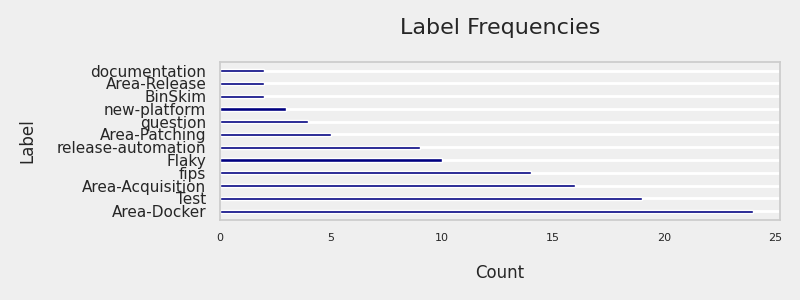 Label Frequencies
documentation
Area-Release
BinSkim
new-platform
question
Area-Patching
release-automation
Flaky
fips
Area-Acquisition
Test
Area-Docker
Label
0 5 10 15 20 25
Count